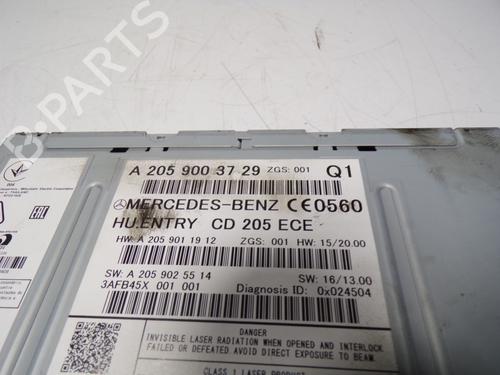 A 205 900 37 29 ZGS: 001 Q1
MERCEDES-BENZ CE0560
HU.ENTRY CD 205 ECE
HW: A 205 901 19 12 ZGS: 001 HW: 15/20.00
SW: A 205 902 55 14 SW: 16/13.00
3AFB45X 001 001 Diagnosis ID: 0x024504
DANGER
INVISIBLE LASER RADIATION WHEN OPEN AND INTERLOCK
FAILED OR DEFEATED AVOID DIRECT EXPOSURE TO BEAM.
CLASS 1 LASER PRODUCT
B-PARTS